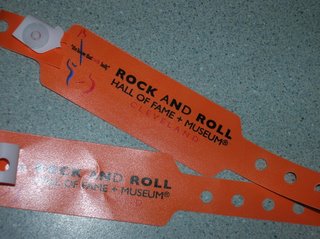 ROCK AND ROLL
HALL OF FAME + MUSEUM®
CLEVELAND
ROCK AND ROLL
HALL OF FAME + MUSEUM®